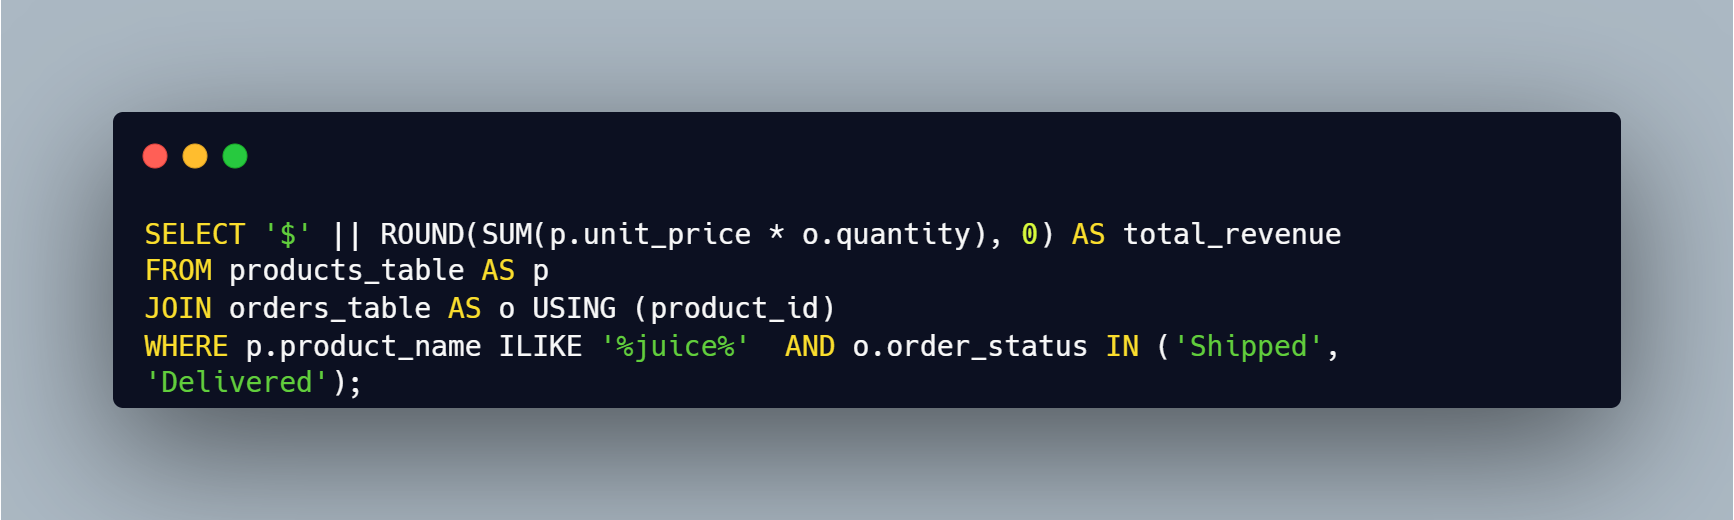 SELECT '$' || ROUND(SUM(p.unit_price * o.quantity), 0) AS total_revenue
FROM products_table AS p
JOIN orders_table AS o USING (product_id)
WHERE p.product_name ILIKE '%juice%'  AND o.order_status IN ('Shipped',
'Delivered');